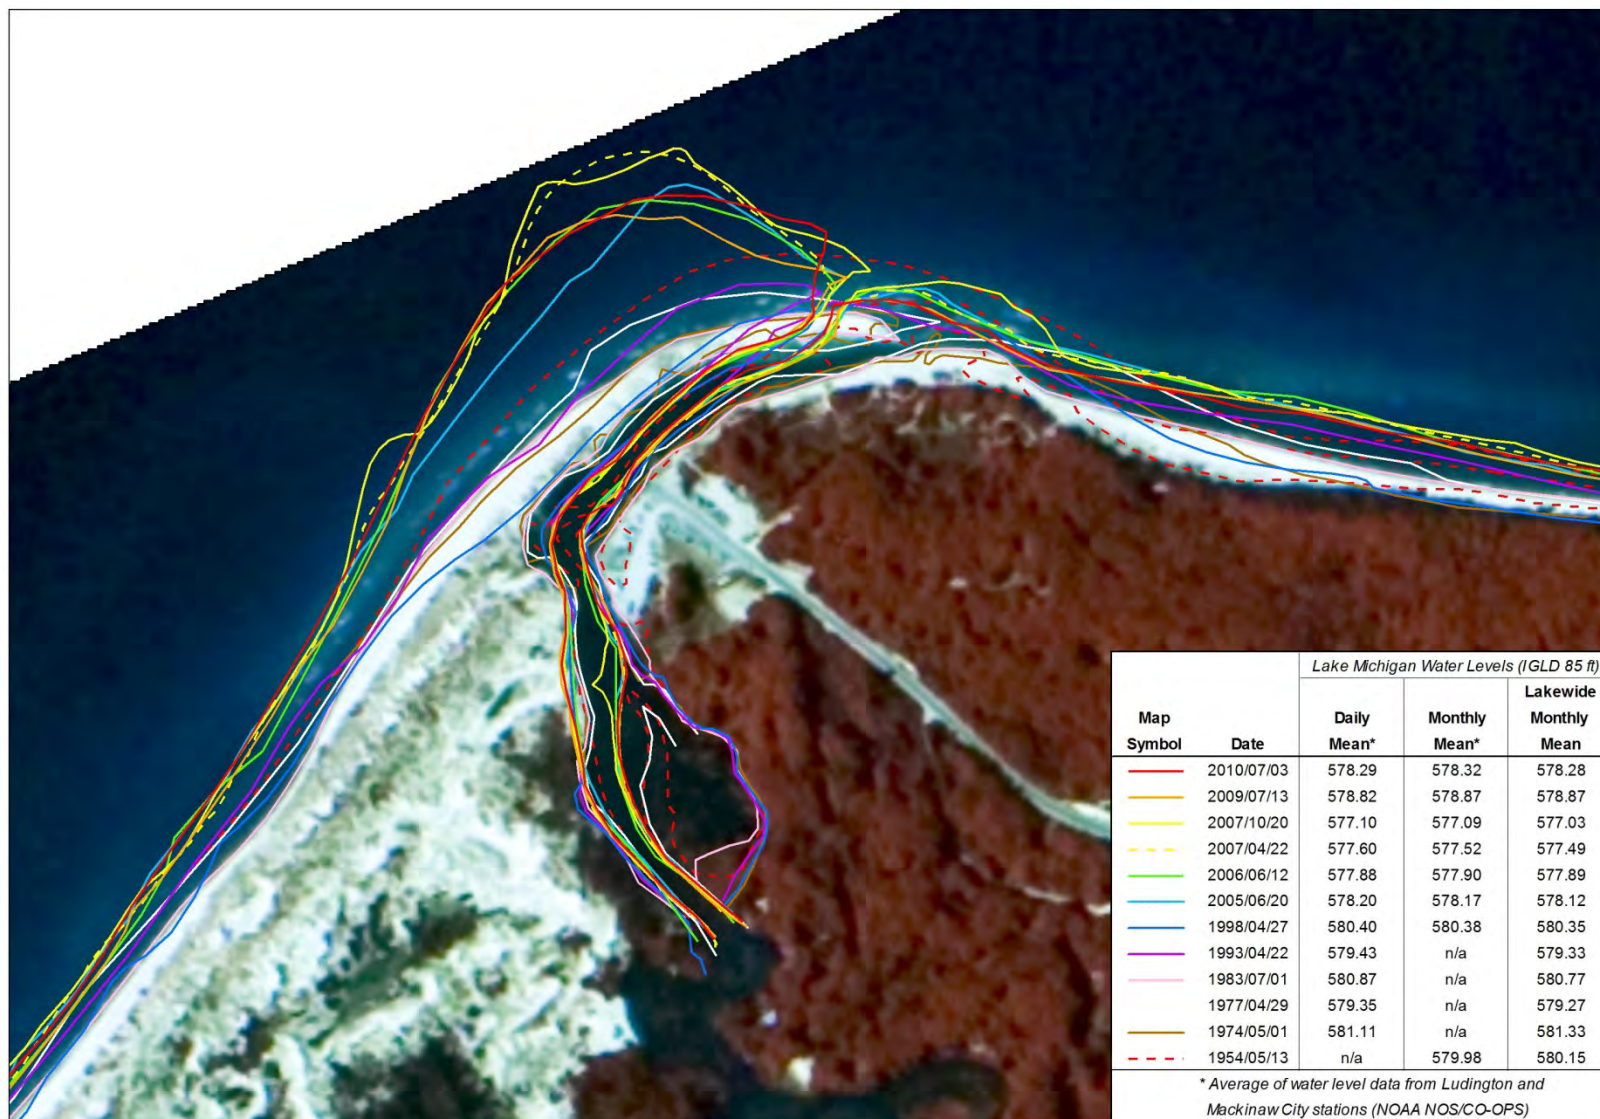 Lake Michigan Water Levels (IGLD 85 ft)
Map Symbol Date Daily Mean* Monthly Mean* Lakewide Monthly Mean
2010/07/03 578.29 578.32 578.28
2009/07/13 578.82 578.87 578.87
2007/10/20 577.10 577.09 577.03
2007/04/22 577.60 577.52 577.49
2006/06/12 577.88 577.90 577.89
2005/06/20 578.20 578.17 578.12
1998/04/27 580.40 580.38 580.35
1993/04/22 579.43 n/a 579.33
1983/07/01 580.87 n/a 580.77
1977/04/29 579.35 n/a 579.27
1974/05/01 581.11 n/a 581.33
1954/05/13 n/a 579.98 580.15
* Average of water level data from Ludington and
Mackinaw City stations (NOAA NOS/CO-OPS)